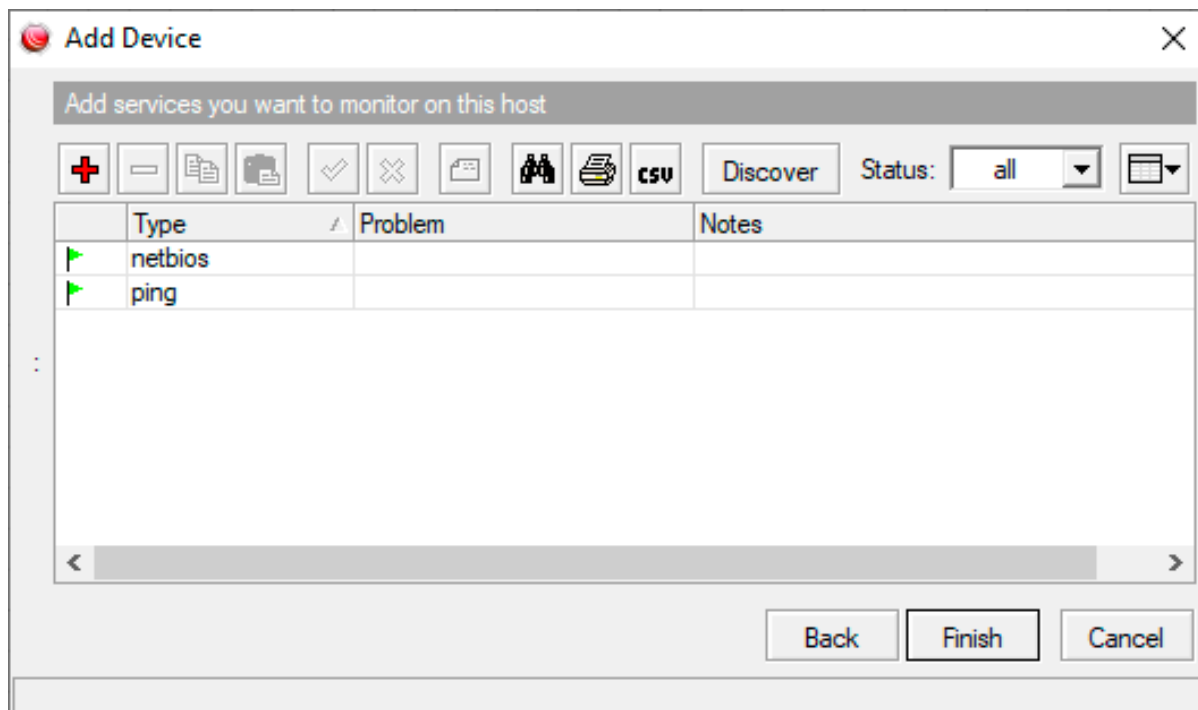 Add Device
Add services you want to monitor on this host
csv Discover Status: all
Type Problem Notes
netbios
ping
:
Back Finish Cancel